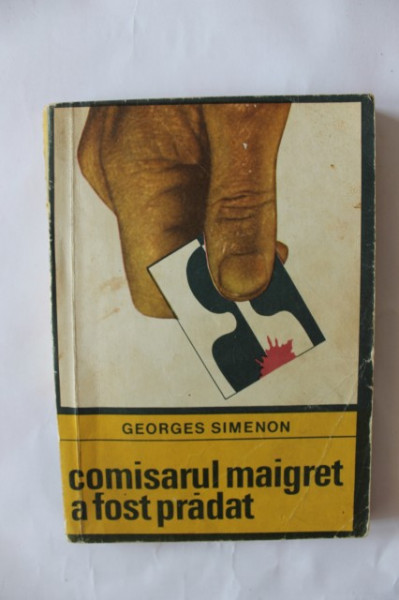 GEORGES SIMENON
comisarul maigret
a fost prădat